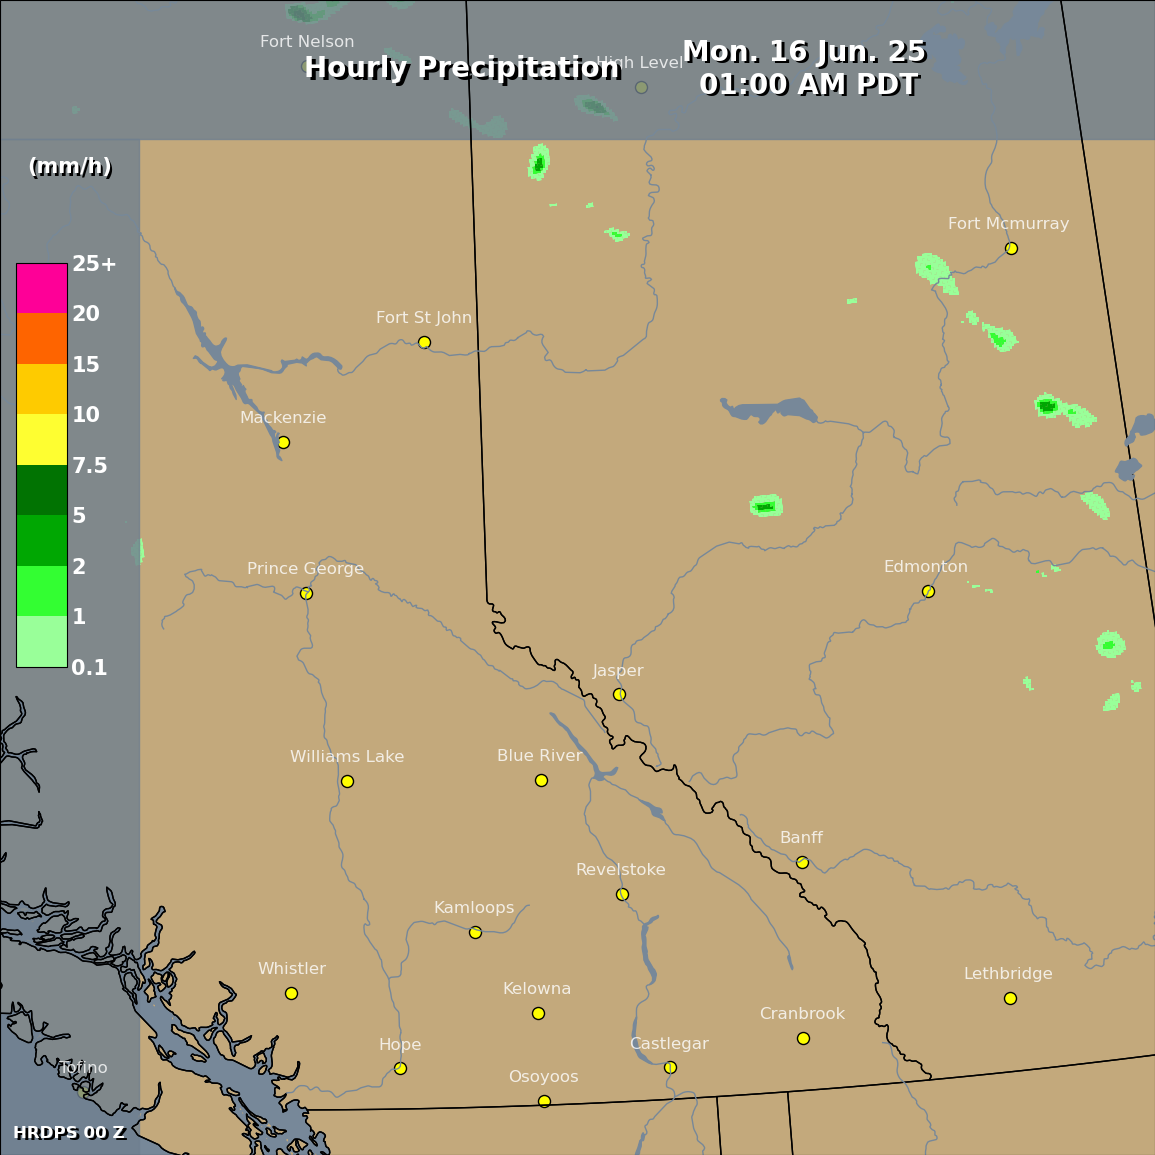 Fort Nelson
Hourly Precipitation
High Level
Mon. 16 Jun. 25
01:00 AM PDT
(mm/h)
25+
20
15
10
7.5
5
2
1
0.1
Fort Mcmurray
Fort St John
Mackenzie
Prince George
Edmonton
Jasper
Williams Lake
Blue River
Banff
Revelstoke
Kamloops
Whistler
Kelowna
Lethbridge
Cranbrook
Hope
Castlegar
Tofino
Osoyoos
HRDPS 00 Z